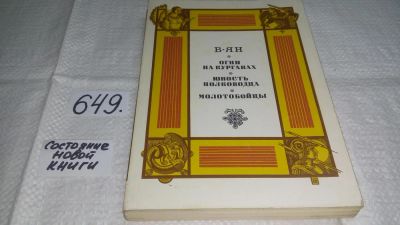 649.
состояние
новой
книги
В·ЯН
ОГНИ
НА КУРГАНАХ
ЮНОСТЬ
ПОЛКОВОДЦА
МОЛОТОБОЙЦЫ